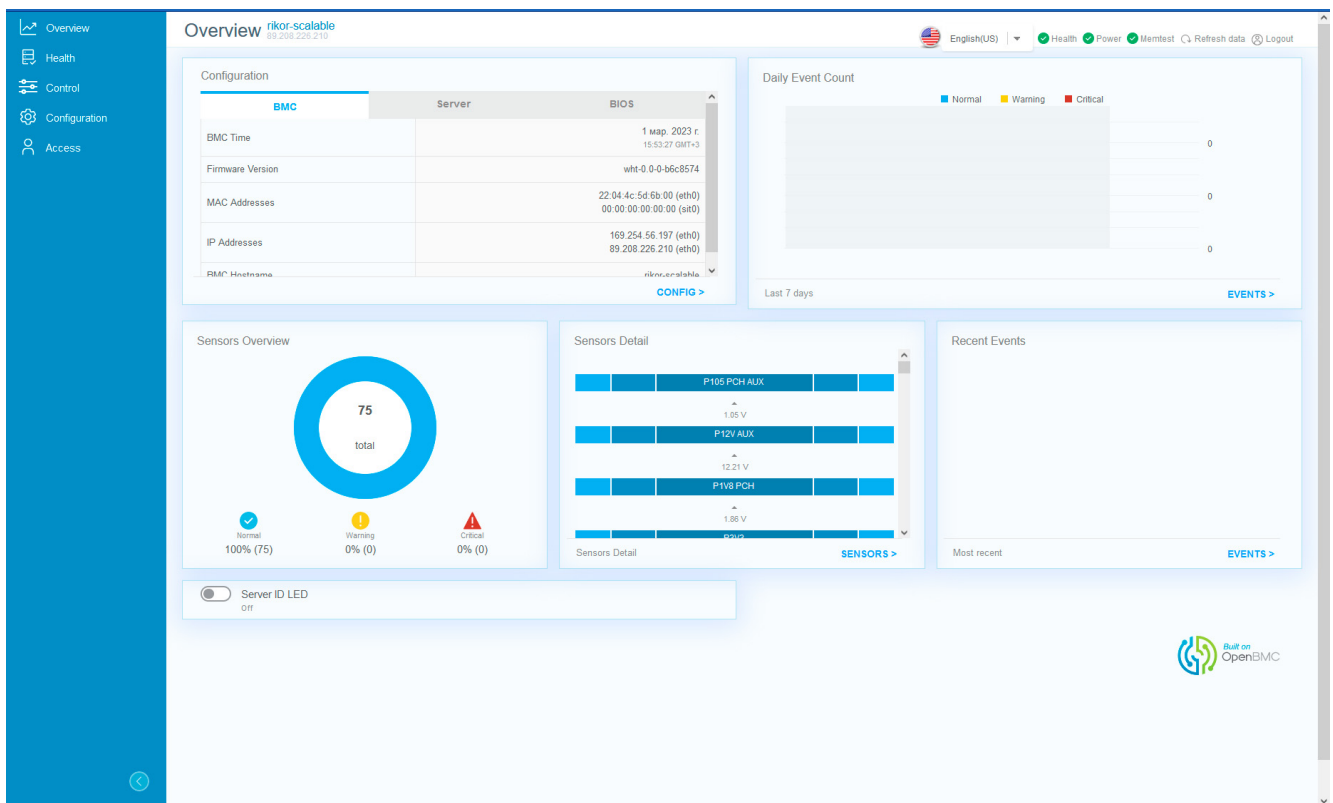 Overview
Health
Control
Configuration
Access
Overview rikor-scalable
89.208.226.210
English(US)
Health Power Memtest Refresh data Logout
Configuration
BMC Server BIOS
BMC Time
1 мар. 2023 г.
15:53:27 GMT+3
Firmware Version
wht-0.0-0-b6c8574
MAC Addresses
22:04:4c:5d:6b:00 (eth0)
00:00:00:00:00:00 (sit0)
IP Addresses
169.254.56.197 (eth0)
89.208.226.210 (eth0)
BMC Hostname
rikor-scalable
CONFIG >
Daily Event Count
Normal Warning Critical
0
0
0
Last 7 days
EVENTS >
Sensors Overview
75
total
Normal
100% (75)
Warning
0% (0)
Critical
0% (0)
Sensors Detail
P105 PCH AUX
1.05 V
P12V AUX
12.21 V
P1V8 PCH
1.86 V
P3V3
Sensors Detail
SENSORS >
Recent Events
Most recent
EVENTS >
Server ID LED
Off
Built on
OpenBMC